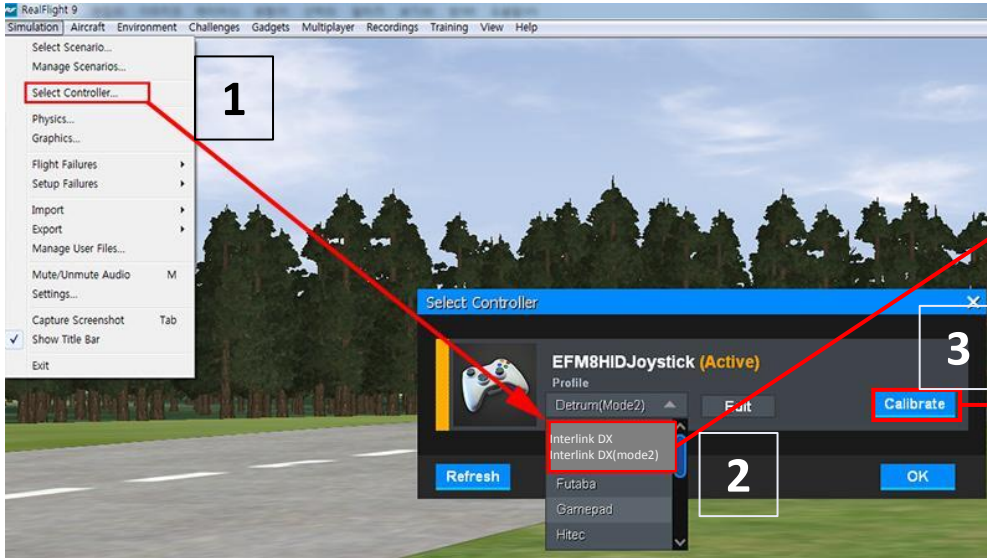 RealFlight 9
Simulation Aircraft Environment Challenges Gadgets Multiplayer Recordings Training View Help
Select Scenario...
Manage Scenarios...
Select Controller...
1
Physics...
Graphics...
Flight Failures
Setup Failures
Import
Export
Manage User Files...
Mute/Unmute Audio M
Settings...
Capture Screenshot Tab
✓ Show Title Bar
Exit
Select Controller
3
EFM8HIDJoystick (Active)
Profile
Detrum(Mode2) Edit Calibrate
Interlink DX
Interlink DX(mode2)
2
Refresh Futaba OK
Gamepad
Hitec